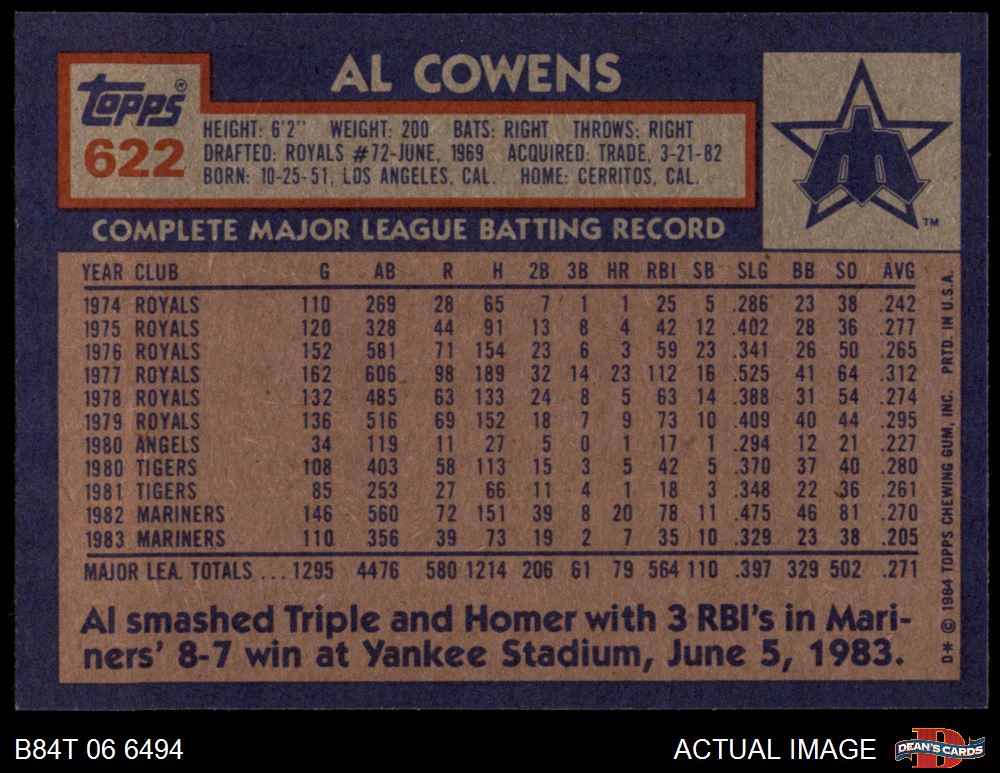 AL COWENS
Topps®
622
HEIGHT: 6'2" WEIGHT: 200 BATS: RIGHT THROWS: RIGHT
DRAFTED: ROYALS #72-JUNE, 1969 ACQUIRED: TRADE, 3-21-82
BORN: 10-25-51, LOS ANGELES, CAL. HOME: CERRITOS, CAL.
TM
COMPLETE MAJOR LEAGUE BATTING RECORD
YEAR CLUB G AB R H 2B 3B HR RBI SB SLG BB SO AVG
1974 ROYALS 110 269 28 65 7 1 1 25 5 .286 23 38 .242
1975 ROYALS 120 328 44 91 13 8 4 42 12 .402 28 36 .277
1976 ROYALS 152 581 71 154 23 6 3 59 23 .341 26 50 .265
1977 ROYALS 162 606 98 189 32 14 23 112 16 .525 41 64 .312
1978 ROYALS 132 485 63 133 24 8 5 63 14 .388 31 54 .274
1979 ROYALS 136 516 69 152 18 7 9 73 10 .409 40 44 .295
1980 ANGELS 34 119 11 27 5 0 1 17 1 .294 12 21 .227
1980 TIGERS 108 403 58 113 15 3 5 42 5 .370 37 40 .280
1981 TIGERS 85 253 27 66 11 4 1 18 3 .348 22 36 .261
1982 MARINERS 146 560 72 151 39 8 20 78 11 .475 46 81 .270
1983 MARINERS 110 356 39 73 19 2 7 35 10 .329 23 38 .205
MAJOR LEA. TOTALS ...1295 4476 580 1214 206 61 79 564 110 .397 329 502 .271
Al smashed Triple and Homer with 3 RBI's in Mari-
ners' 8-7 win at Yankee Stadium, June 5, 1983.
D* © 1984 TOPPS CHEWING GUM, INC. PRTD. IN U.S.A.
B84T 06 6494
ACTUAL IMAGE
D
DEAN'S CARDS